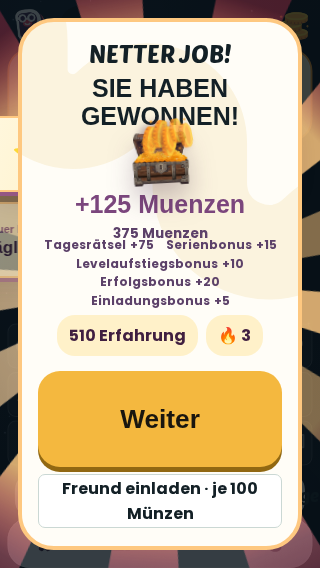 NETTER JOB!
SIE HABEN
GEWONNEN!
+125 Muenzen
375 Muenzen
Tagesrätsel +75 Serienbonus +15
Levelaufstiegsbonus +10
Erfolgsbonus +20
Einladungsbonus +5
510 Erfahrung 🔥 3
Weiter
Freund einladen · je 100
Münzen